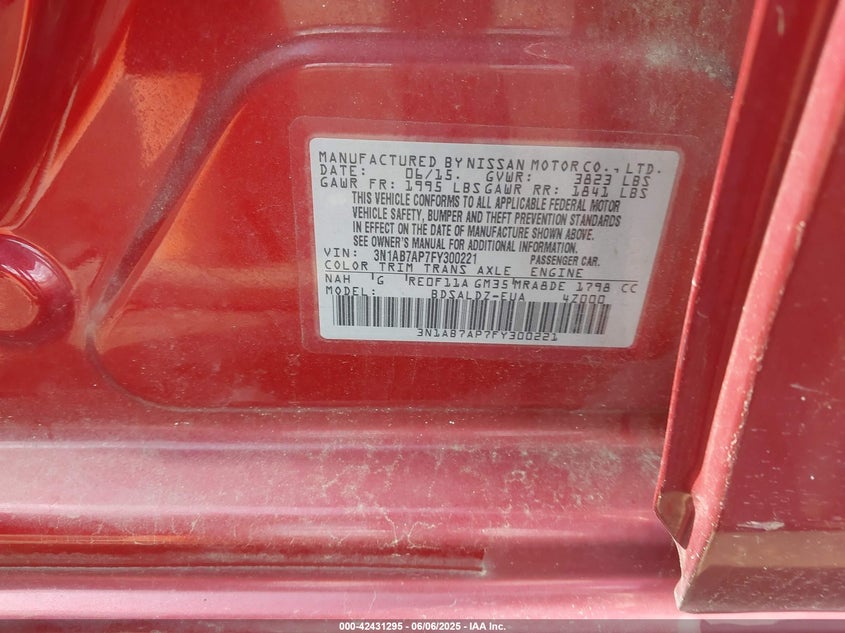 MANUFACTURED BY NISSAN MOTOR CO., LTD.
DATE: 06/15. GVWR: 3823 LBS
GAWR FR: 1995 LBS GAWR RR: 1841 LBS
THIS VEHICLE CONFORMS TO ALL APPLICABLE FEDERAL MOTOR
VEHICLE SAFETY, BUMPER AND THEFT PREVENTION STANDARDS
IN EFFECT ON THE DATE OF MANUFACTURE SHOWN ABOVE.
SEE OWNER'S MANUAL FOR ADDITIONAL INFORMATION.
VIN: 3N1AB7AP7FY300221 PASSENGER CAR.
COLOR TRIM TRANS AXLE ENGINE
NAH G RE0F11A GM35 MRA8DE 1798 CC
MODEL: BDSALDZ-EUA 4Z000
3N1AB7AP7FY300221
000-42431295 - 06/06/2025 - IAA Inc.